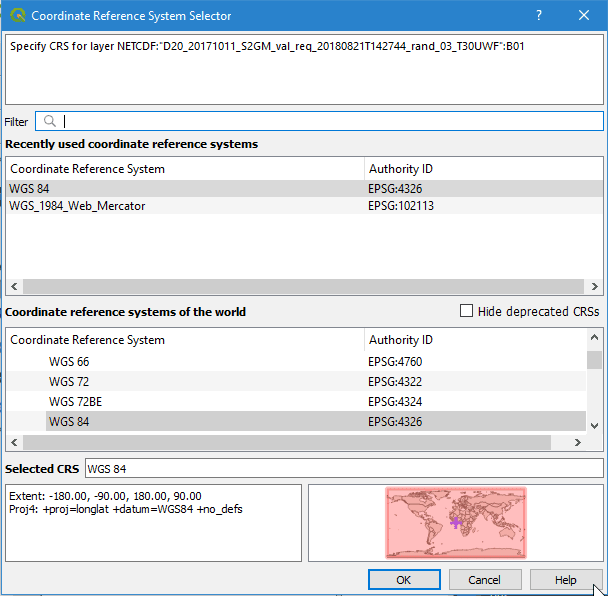 Coordinate Reference System Selector
?
Specify CRS for layer NETCDF:"D20_20171011_S2GM_val_req_20180821T142744_rand_03_T30UWF":B01
Filter
Recently used coordinate reference systems
Coordinate Reference System Authority ID
WGS 84 EPSG:4326
WGS_1984_Web_Mercator EPSG:102113
Coordinate reference systems of the world Hide deprecated CRSs
Coordinate Reference System Authority ID
WGS 66 EPSG:4760
WGS 72 EPSG:4322
WGS 72BE EPSG:4324
WGS 84 EPSG:4326
Selected CRS WGS 84
Extent: -180.00, -90.00, 180.00, 90.00
Proj4: +proj=longlat +datum=WGS84 +no_defs
OK Cancel Help